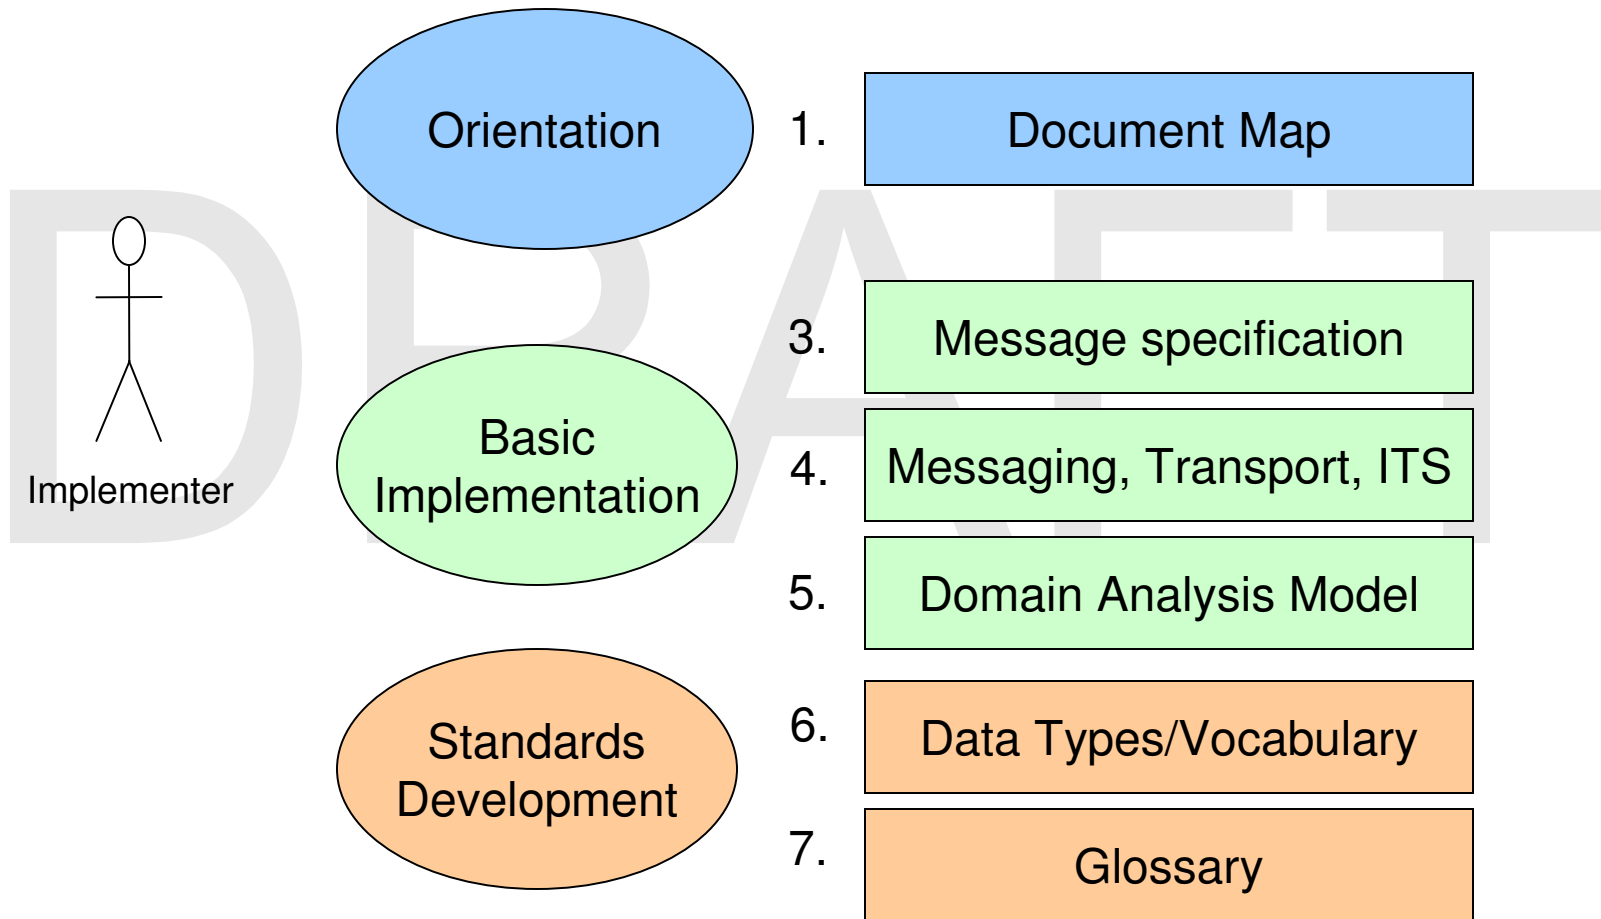 DRAFT
Orientation
1. Document Map
3. Message specification
Implementer
Basic
Implementation
4. Messaging, Transport, ITS
5. Domain Analysis Model
Standards
Development
6. Data Types/Vocabulary
7. Glossary